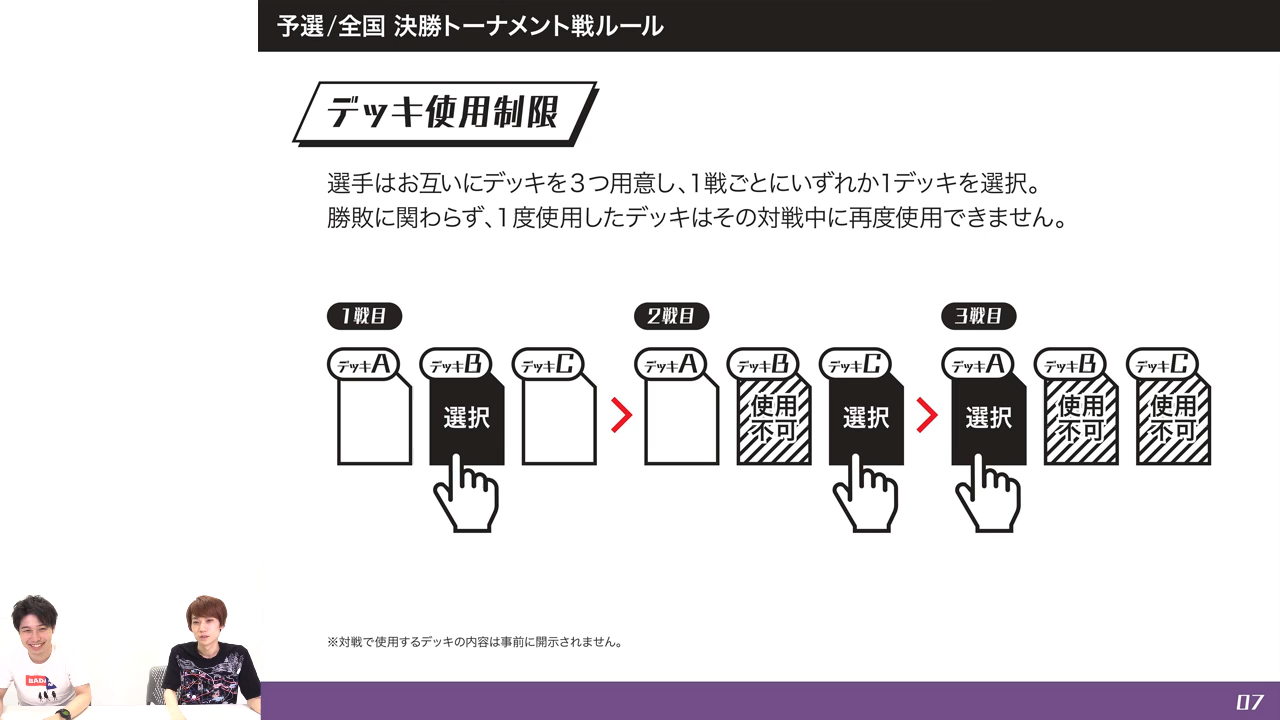 予選/全国 決勝トーナメント戦ルール
デッキ使用制限
選手はお互いにデッキを3つ用意し、1戦ごとにいずれか1デッキを選択。
勝敗に関わらず、1度使用したデッキはその対戦中に再度使用できません。
1戦目
デッキA
デッキB
選択
デッキC
2戦目
デッキA
デッキB
使用
不可
デッキC
選択
3戦目
デッキA
選択
デッキB
使用
不可
デッキC
使用
不可
※対戦で使用するデッキの内容は事前に開示されません。
07